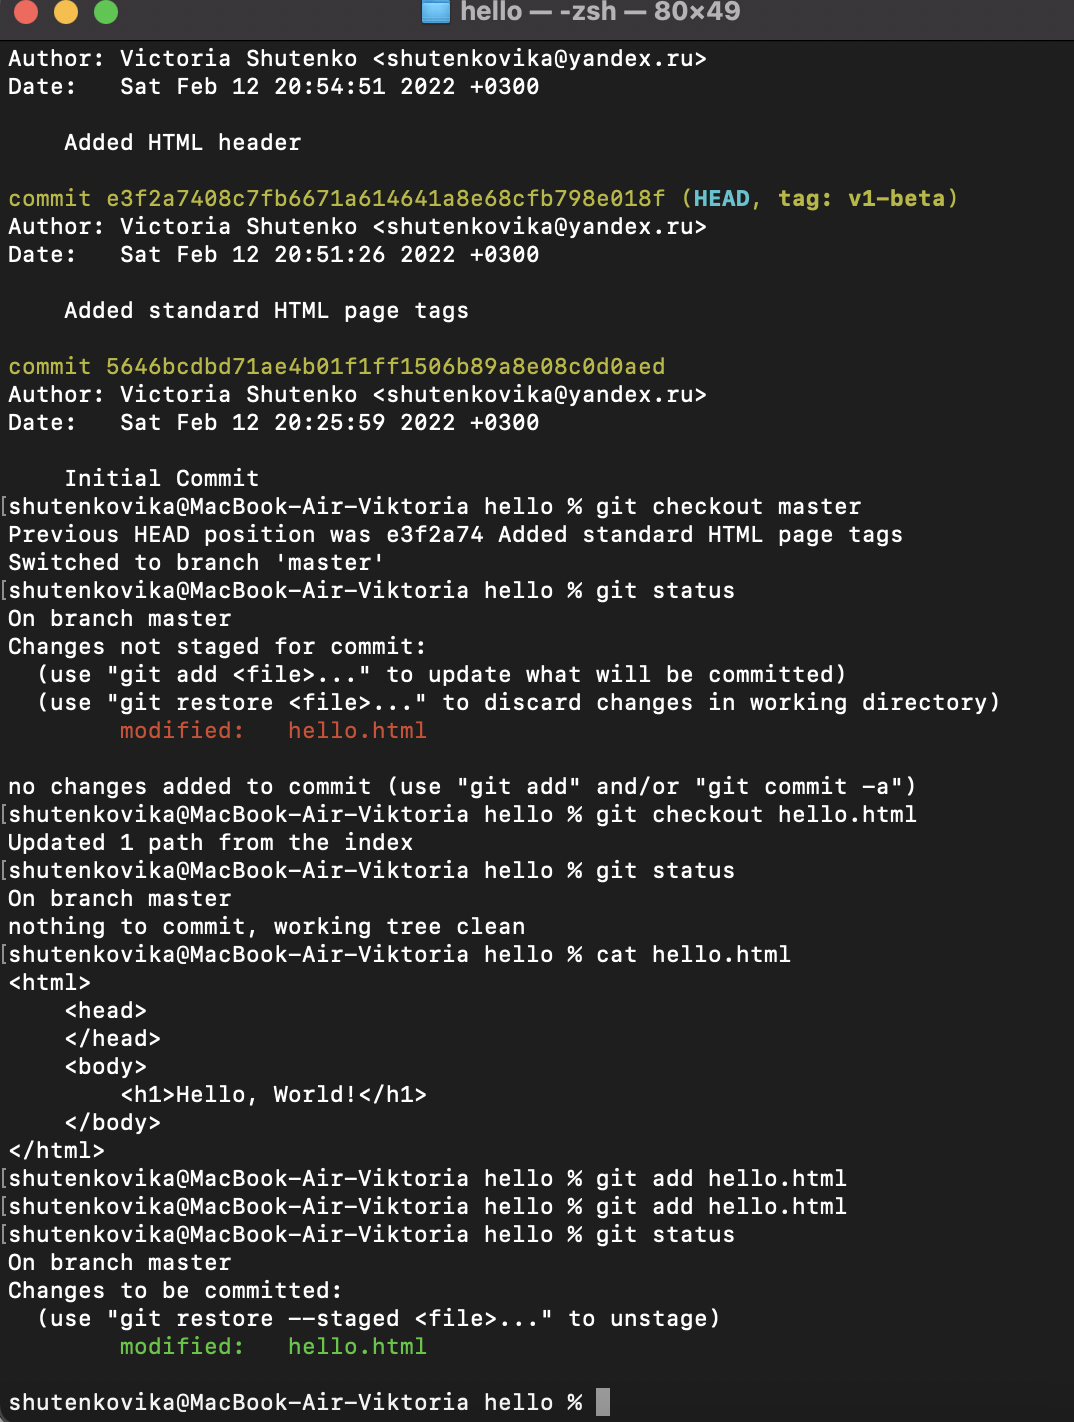 hello — -zsh — 80×49
Author: Victoria Shutenko <shutenkovika@yandex.ru>
Date:   Sat Feb 12 20:54:51 2022 +0300
    Added HTML header
commit e3f2a7408c7fb6671a614641a8e68cfb798e018f (HEAD, tag: v1-beta)
Author: Victoria Shutenko <shutenkovika@yandex.ru>
Date:   Sat Feb 12 20:51:26 2022 +0300
    Added standard HTML page tags
commit 5646bcdbd71ae4b01f1ff1506b89a8e08c0d0aed
Author: Victoria Shutenko <shutenkovika@yandex.ru>
Date:   Sat Feb 12 20:25:59 2022 +0300
    Initial Commit
[shutenkovika@MacBook-Air-Viktoria hello % git checkout master
Previous HEAD position was e3f2a74 Added standard HTML page tags
Switched to branch 'master'
[shutenkovika@MacBook-Air-Viktoria hello % git status
On branch master
Changes not staged for commit:
  (use "git add <file>..." to update what will be committed)
  (use "git restore <file>..." to discard changes in working directory)
        modified:   hello.html
no changes added to commit (use "git add" and/or "git commit -a")
[shutenkovika@MacBook-Air-Viktoria hello % git checkout hello.html
Updated 1 path from the index
[shutenkovika@MacBook-Air-Viktoria hello % git status
On branch master
nothing to commit, working tree clean
[shutenkovika@MacBook-Air-Viktoria hello % cat hello.html
<html>
    <head>
    </head>
    <body>
        <h1>Hello, World!</h1>
    </body>
</html>
[shutenkovika@MacBook-Air-Viktoria hello % git add hello.html
[shutenkovika@MacBook-Air-Viktoria hello % git add hello.html
[shutenkovika@MacBook-Air-Viktoria hello % git status
On branch master
Changes to be committed:
  (use "git restore --staged <file>..." to unstage)
        modified:   hello.html
shutenkovika@MacBook-Air-Viktoria hello %